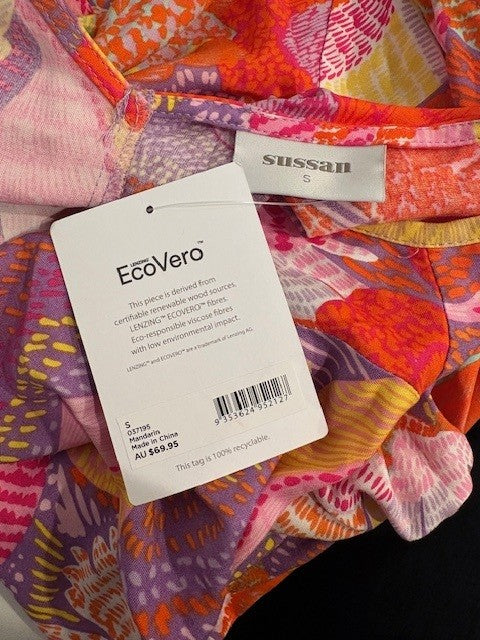 sussan
S
LENZING
EcoVero™
This piece is derived from
certifiable renewable wood sources.
LENZING™ ECOVERO™ fibres.
Eco-responsible viscose fibres
with low environmental impact.
LENZING™ and ECOVERO™ are a Trademark of Lenzing AG.
S
037195
Mandarin
Made in China
AU $69.95
9 353624 952127
This tag is 100% recyclable.